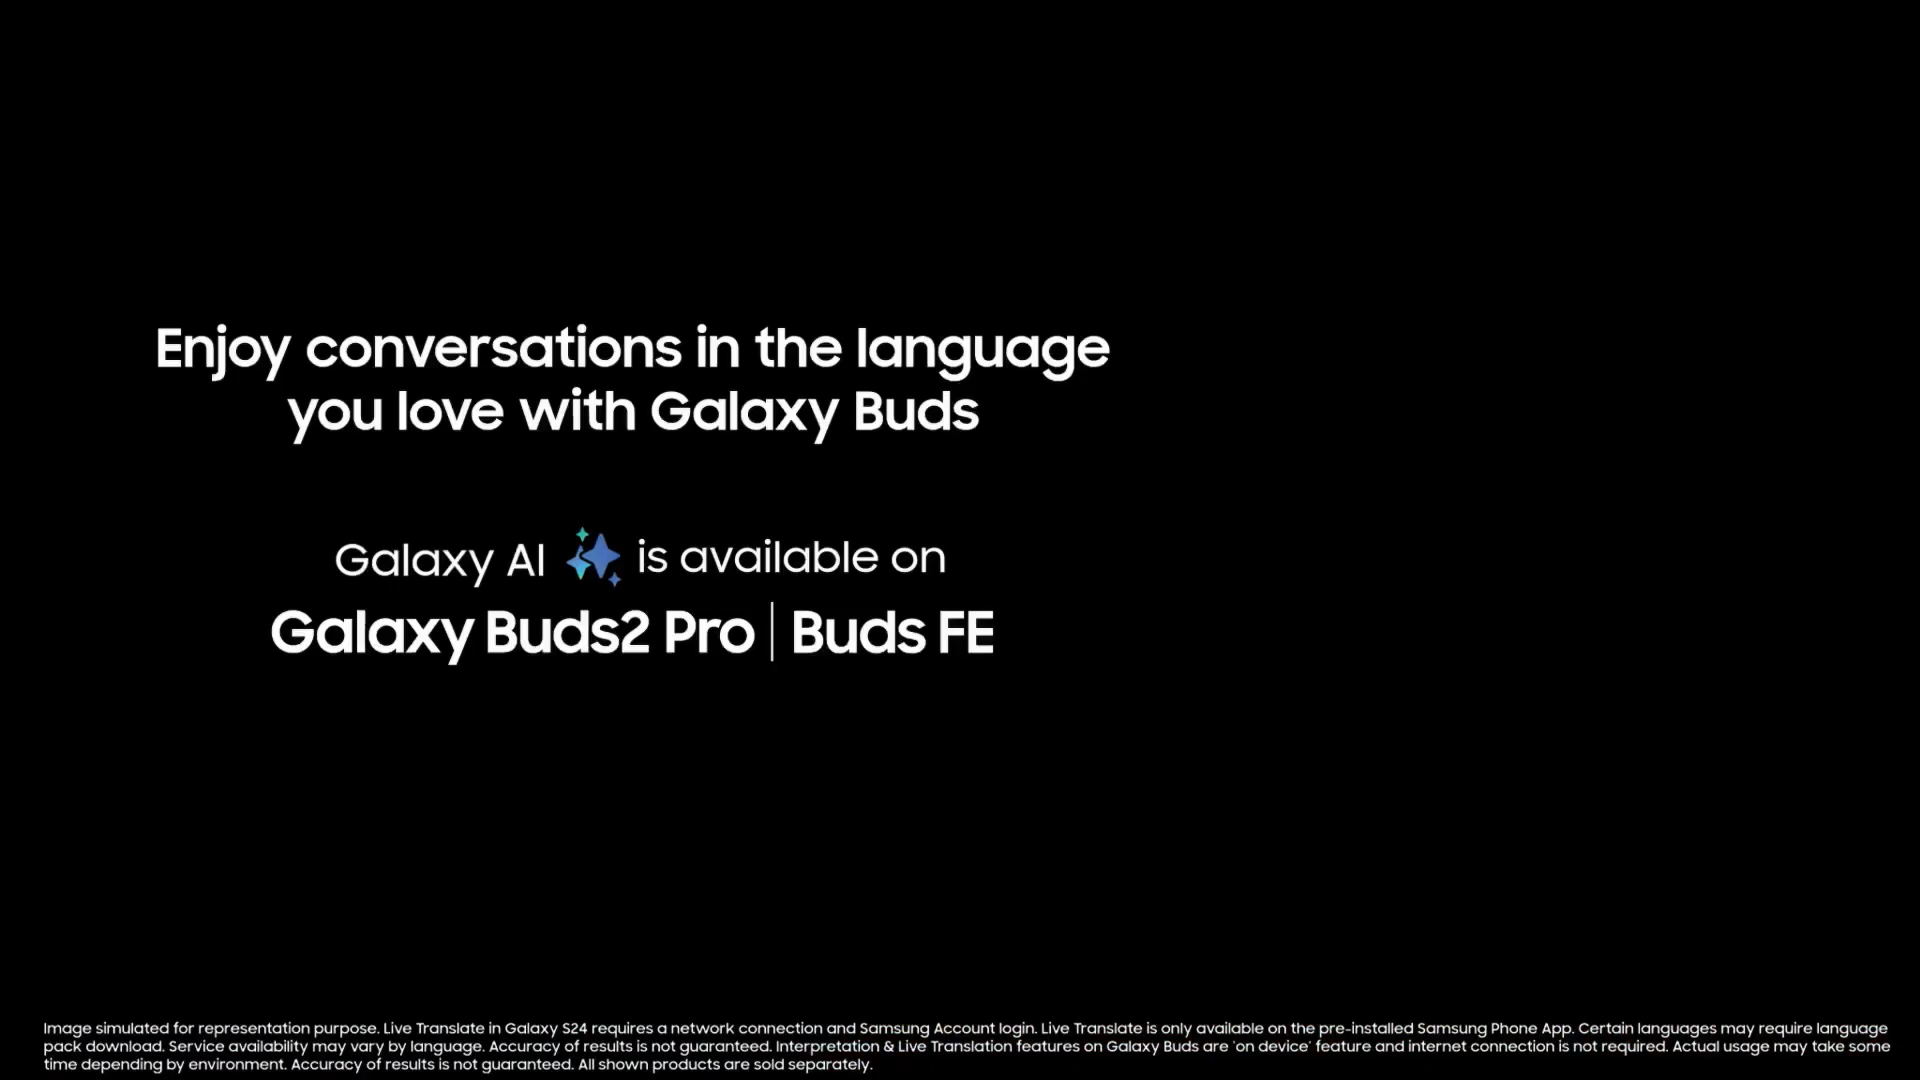 Enjoy conversations in the language
you love with Galaxy Buds
Galaxy AI is available on
Galaxy Buds2 Pro | Buds FE
Image simulated for representation purpose. Live Translate in Galaxy S24 requires a network connection and Samsung Account login. Live Translate is only available on the pre-installed Samsung Phone App. Certain languages may require language
pack download. Service availability may vary by language. Accuracy of results is not guaranteed. Interpretation & Live Translation features on Galaxy Buds are 'on device' feature and internet connection is not required. Actual usage may take some
time depending by environment. Accuracy of results is not guaranteed. All shown products are sold separately.